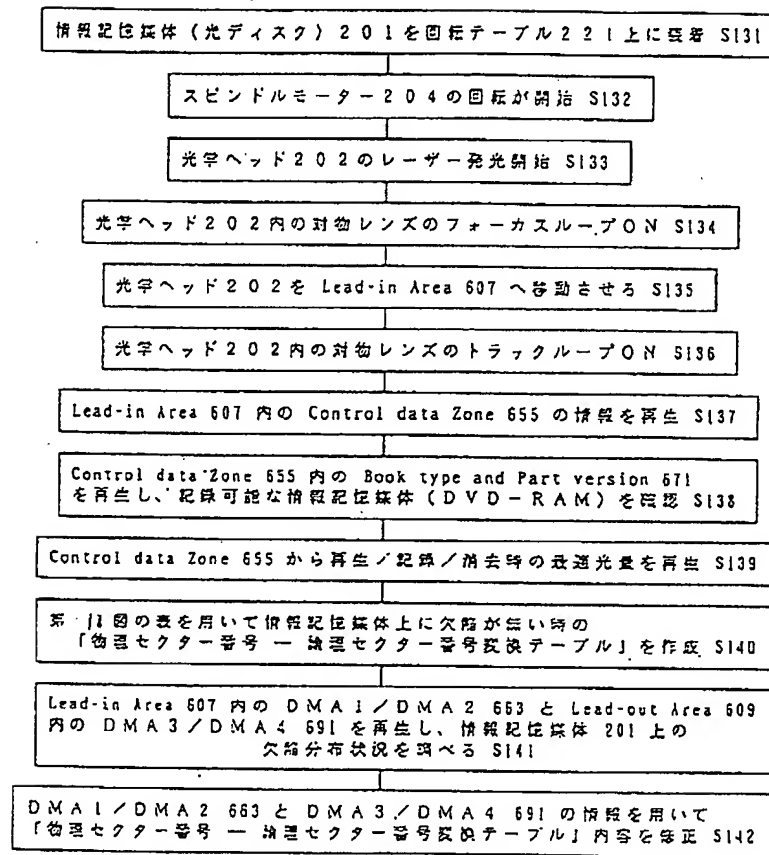 情報記憶媒体(光ディスク)201を回転テーブル221上に装着 S131
スピンドルモーター204の回転が開始 S132
光学ヘッド202のレーザー発光開始 S133
光学ヘッド202内の対物レンズのフォーカスループON S134
光学ヘッド202を Lead-in Area 607 へ移動させる S135
光学ヘッド202内の対物レンズのトラックループON S136
Lead-in Area 607 内の Control data Zone 655 の情報を再生 S137
Control data Zone 655 内の Book type and Part version 671
を再生し、記録可能な情報記憶媒体(DVD-RAM)を確認 S138
Control data Zone 655 から再生/記録/消去時の最適光量を再生 S139
第 図の表を用いて情報記憶媒体上に欠陥が無い時の
「物理セクター番号 ― 論理セクター番号変換テーブル」を作成 S140
Lead-in Area 607 内の DMA1/DMA2 663 と Lead-out Area 609
内の DMA3/DMA4 691 を再生し、情報記憶媒体 201 上の
欠陥分布状況を調べる S141
DMA1/DMA2 663 と DMA3/DMA4 691 の情報を用いて
「物理セクター番号 ― 論理セクター番号変換テーブル」内容を修正 S142